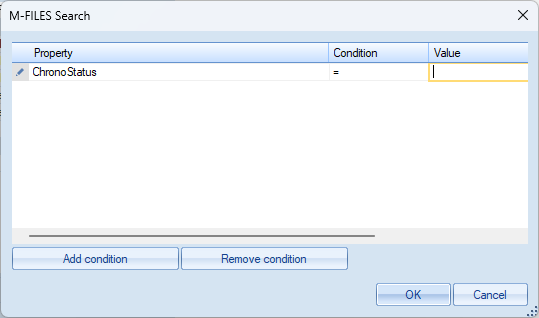 M-FILES Search
Property Condition Value
ChronoStatus =
Add condition Remove condition
OK Cancel